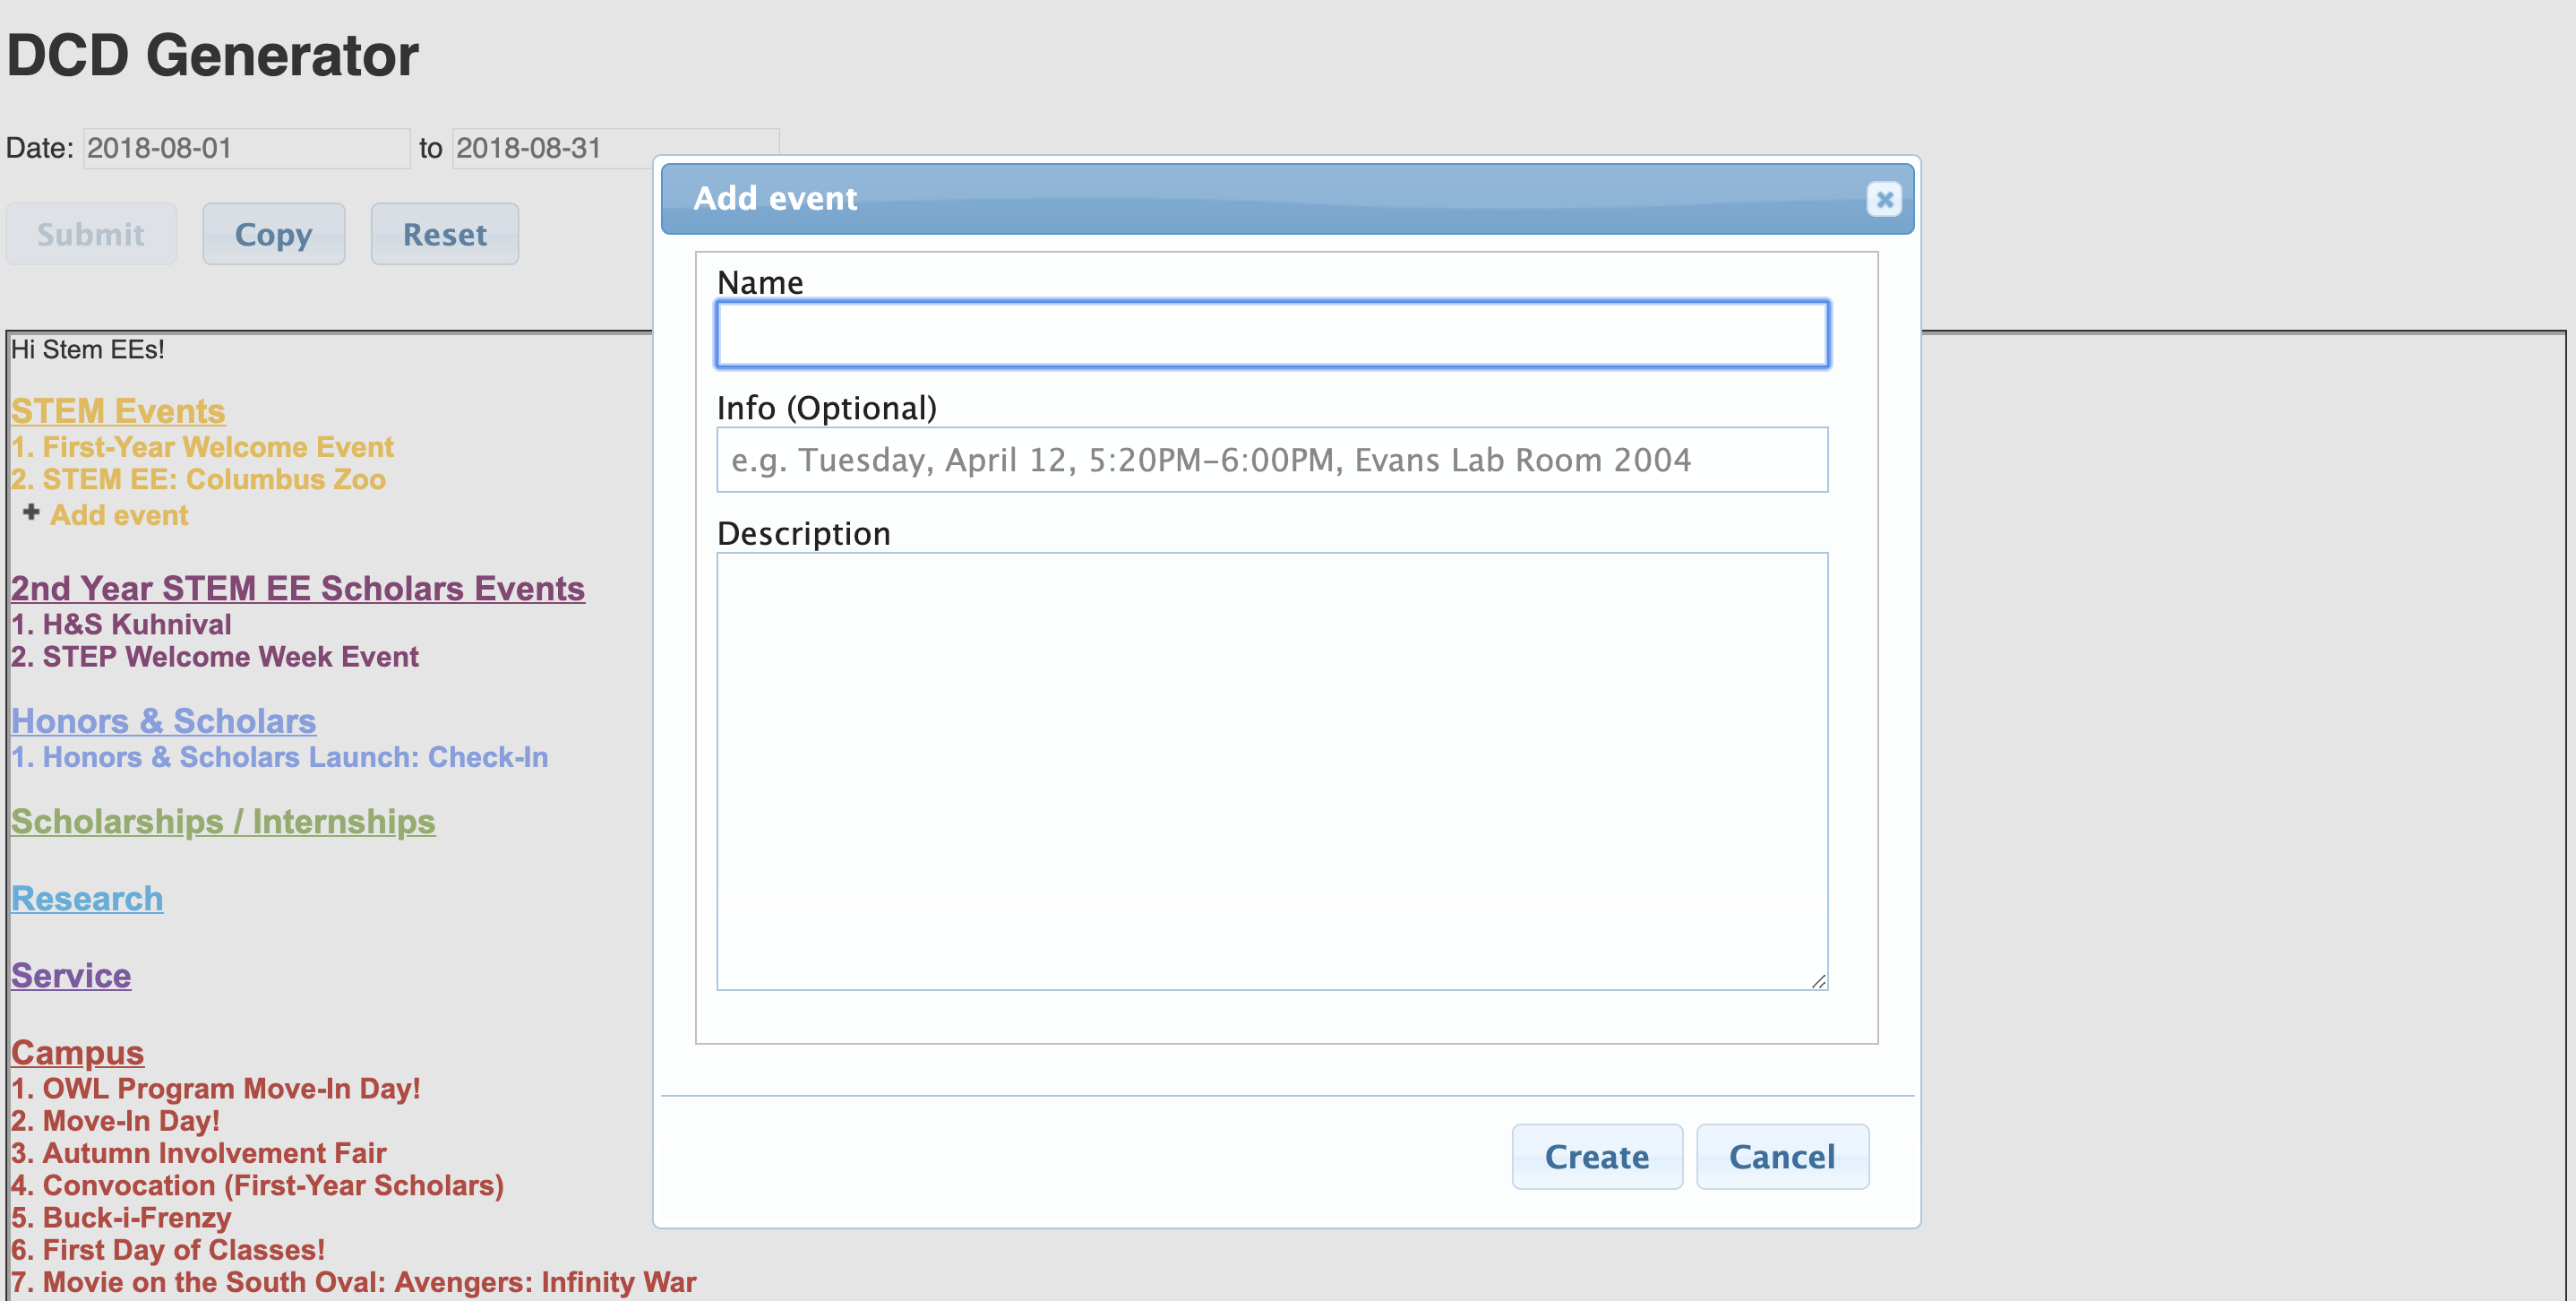 DCD Generator
Date: 2018-08-01 to 2018-08-31
Submit Copy Reset
Hi Stem EEs!
STEM Events
1. First-Year Welcome Event
2. STEM EE: Columbus Zoo
+ Add event
2nd Year STEM EE Scholars Events
1. H&S Kuhnival
2. STEP Welcome Week Event
Honors & Scholars
1. Honors & Scholars Launch: Check-In
Scholarships / Internships
Research
Service
Campus
1. OWL Program Move-In Day!
2. Move-In Day!
3. Autumn Involvement Fair
4. Convocation (First-Year Scholars)
5. Buck-i-Frenzy
6. First Day of Classes!
7. Movie on the South Oval: Avengers: Infinity War
Add event
Name
Info (Optional)
e.g. Tuesday, April 12, 5:20PM–6:00PM, Evans Lab Room 2004
Description
Create Cancel